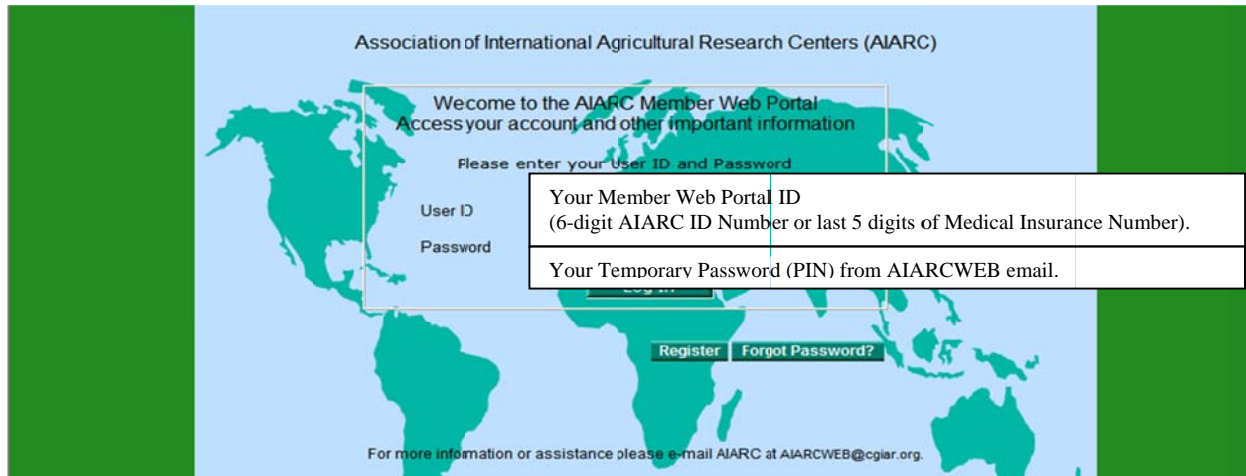 Association of International Agricultural Research Centers (AIARC)
Wecome to the AIARC Member Web Portal
Access your account and other important information
Please enter your User ID and Password
User ID
Your Member Web Portal ID
(6-digit AIARC ID Number or last 5 digits of Medical Insurance Number).
Password
Your Temporary Password (PIN) from AIARCWEB email.
Log In
Register Forgot Password?
For more information or assistance please e-mail AIARC at AIARCWEB@cgiar.org.